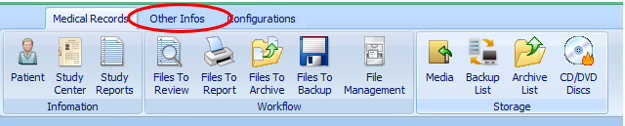 Medical Records Other Infos Configurations
Patient Study Center Study Reports Files To Review Files To Report Files To Archive Files To Backup File Management Media Backup List Archive List CD/DVD Discs
Infomation Workflow Storage